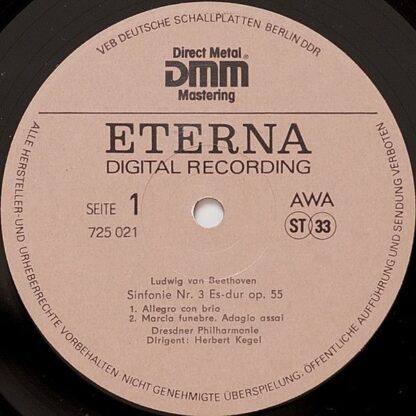 VEB DEUTSCHE SCHALLPLATTEN BERLIN DDR
Direct Metal
DMM®
Mastering
ETERNA
DIGITAL RECORDING
SEITE 1
725 021
AWA
ST 33
Ludwig van Beethoven
Sinfonie Nr. 3 Es-dur op. 55
1. Allegro con brio
2. Marcia funebre. Adagio assai
Dresdner Philharmonie
Dirigent: Herbert Kegel
ALLE HERSTELLER- UND URHEBERRECHTE VORBEHALTEN NICHT GENEHMIGTE ÜBERSPIELUNG, ÖFFENTLICHE AUFFÜHRUNG UND SENDUNG VERBOTEN